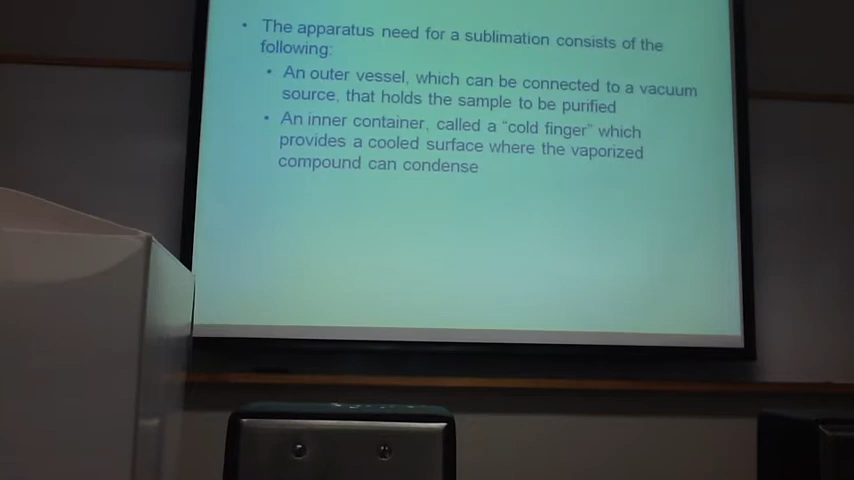 • The apparatus need for a sublimation consists of the
following:
• An outer vessel, which can be connected to a vacuum
source, that holds the sample to be purified
• An inner container, called a “cold finger” which
provides a cooled surface where the vaporized
compound can condense